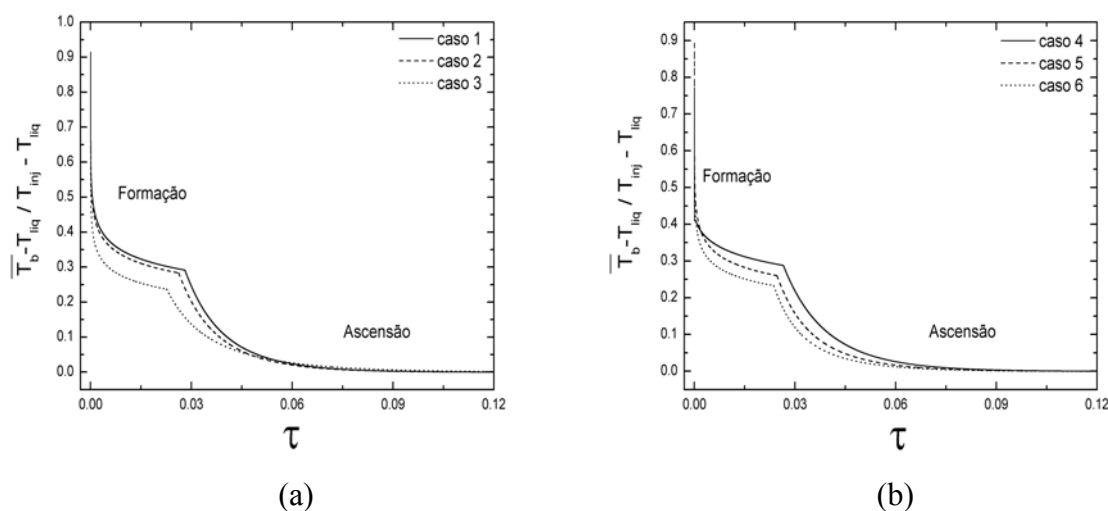 1.0
0.9
0.8
0.7
0.6
0.5
0.4
0.3
0.2
0.1
0.0
T_b-T_liq / T_inj - T_liq
caso 1
caso 2
caso 3
Formação
Ascensão
0.00 0.03 0.06 0.09 0.12
τ
(a)
0.9
0.8
0.7
0.6
0.5
0.4
0.3
0.2
0.1
0.0
T_b-T_liq / T_inj - T_liq
caso 4
caso 5
caso 6
Formação
Ascensão
0.00 0.03 0.06 0.09 0.12
τ
(b)